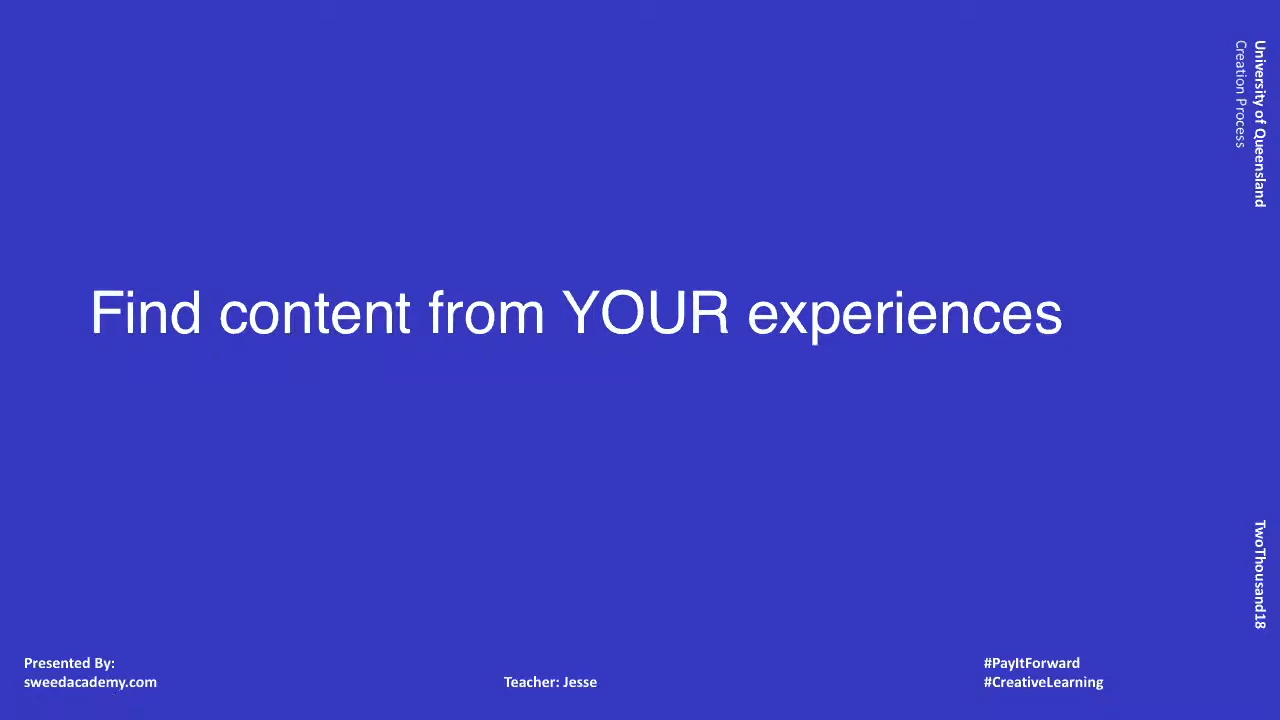 University of Queensland
Creation Process
Find content from YOUR experiences
TwoThousand18
Presented By:
sweedacademy.com
Teacher: Jesse
#PayItForward
#CreativeLearning